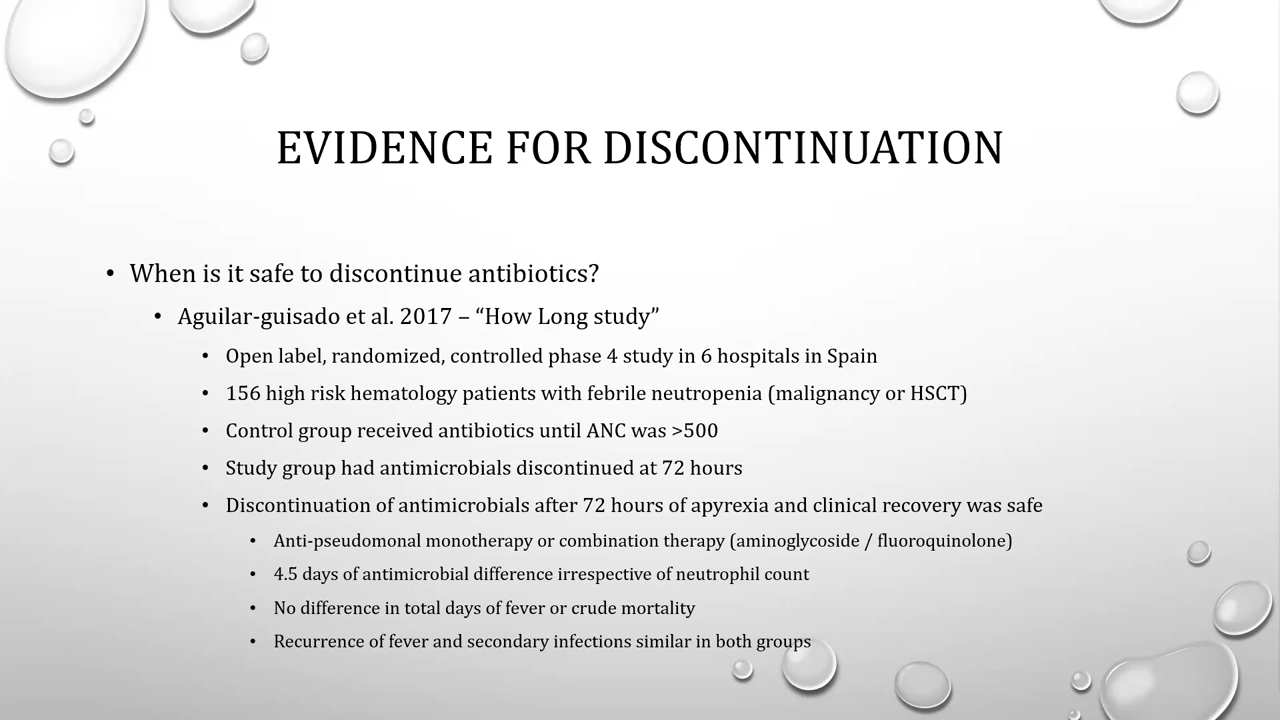 EVIDENCE FOR DISCONTINUATION
• When is it safe to discontinue antibiotics?
• Aguilar-guisado et al. 2017 – “How Long study”
• Open label, randomized, controlled phase 4 study in 6 hospitals in Spain
• 156 high risk hematology patients with febrile neutropenia (malignancy or HSCT)
• Control group received antibiotics until ANC was >500
• Study group had antimicrobials discontinued at 72 hours
• Discontinuation of antimicrobials after 72 hours of apyrexia and clinical recovery was safe
• Anti-pseudomonal monotherapy or combination therapy (aminoglycoside / fluoroquinolone)
• 4.5 days of antimicrobial difference irrespective of neutrophil count
• No difference in total days of fever or crude mortality
• Recurrence of fever and secondary infections similar in both groups